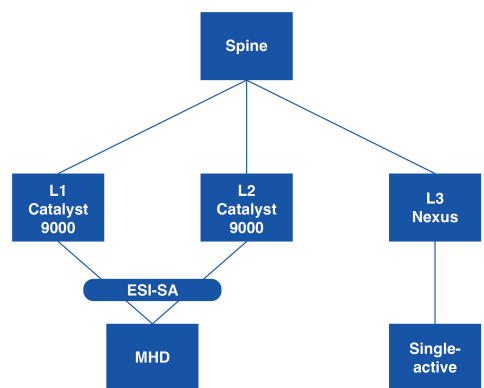 Spine
L1
Catalyst
9000
L2
Catalyst
9000
L3
Nexus
ESI-SA
MHD
Single-
active